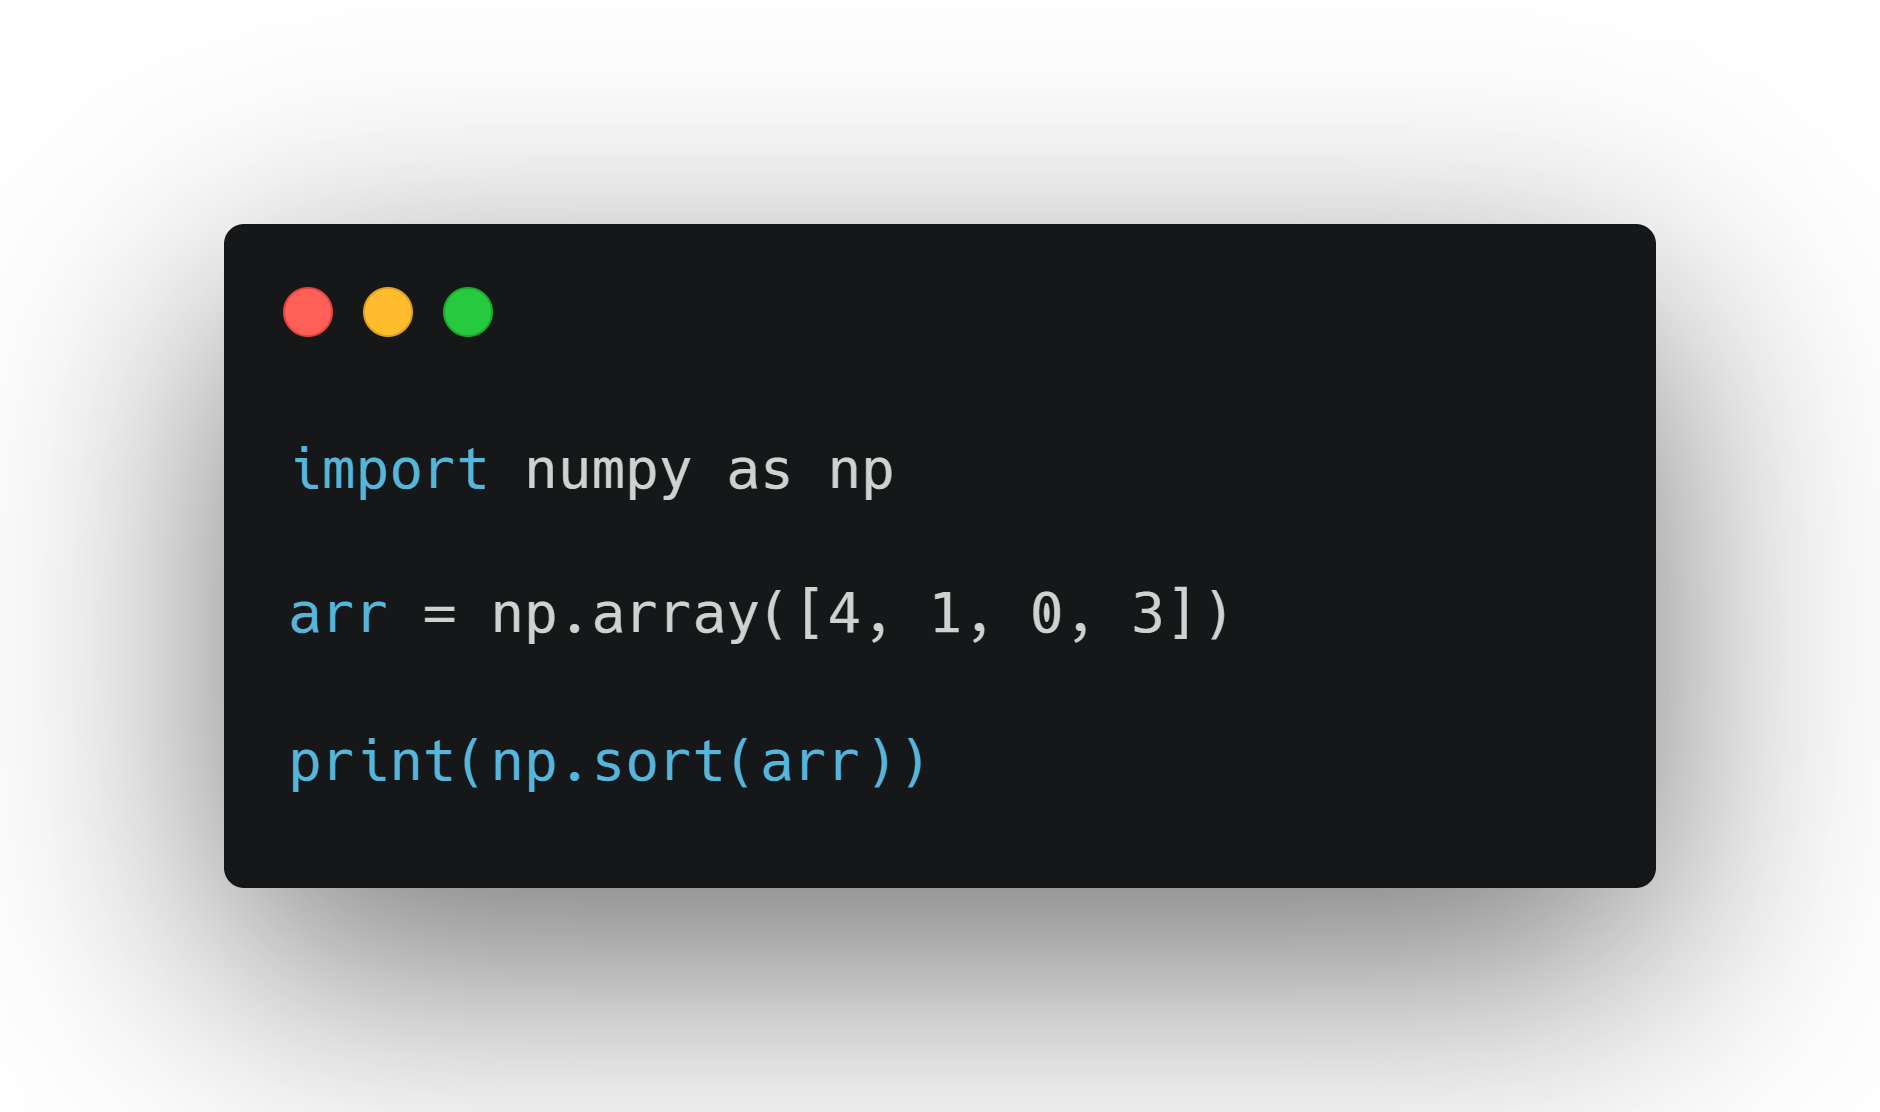 import numpy as np
arr = np.array([4, 1, 0, 3])
print(np.sort(arr))